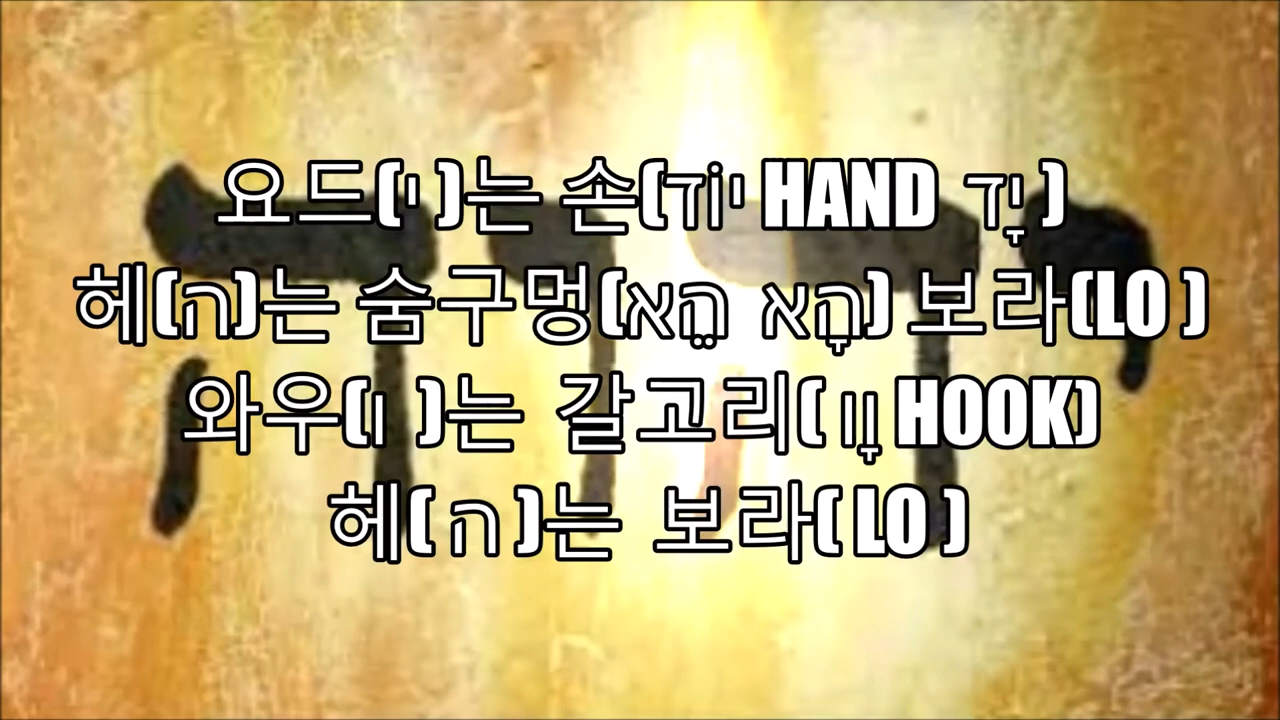 요드(י)는 손(יוֹד HAND יָד)
헤(ה)는 숨구멍(הֵא הָא) 보라(LO)
와우(ו)는 갈고리(וָו HOOK)
헤(ה)는 보라(LO)
יהוה